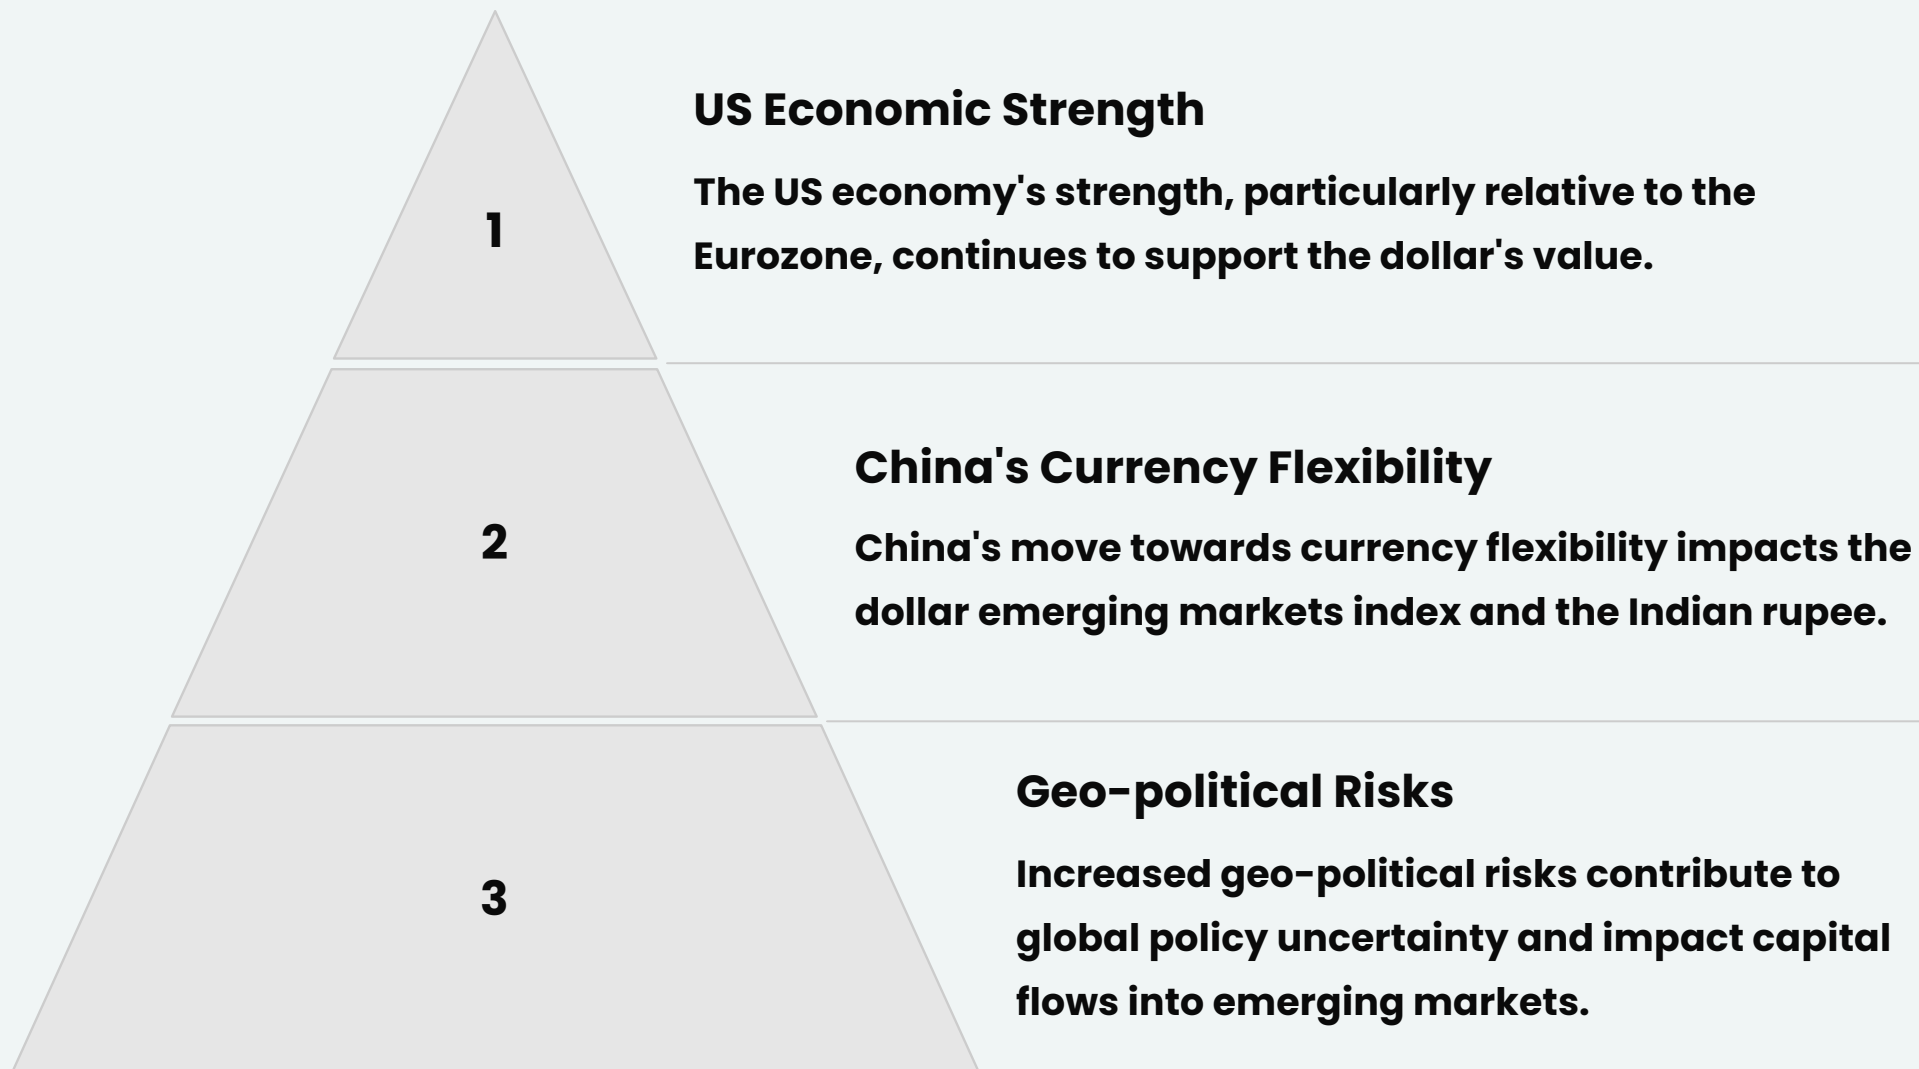 US Economic Strength
The US economy's strength, particularly relative to the
Eurozone, continues to support the dollar's value.
1
China's Currency Flexibility
China's move towards currency flexibility impacts the
dollar emerging markets index and the Indian rupee.
2
Geo-political Risks
Increased geo-political risks contribute to
global policy uncertainty and impact capital
flows into emerging markets.
3